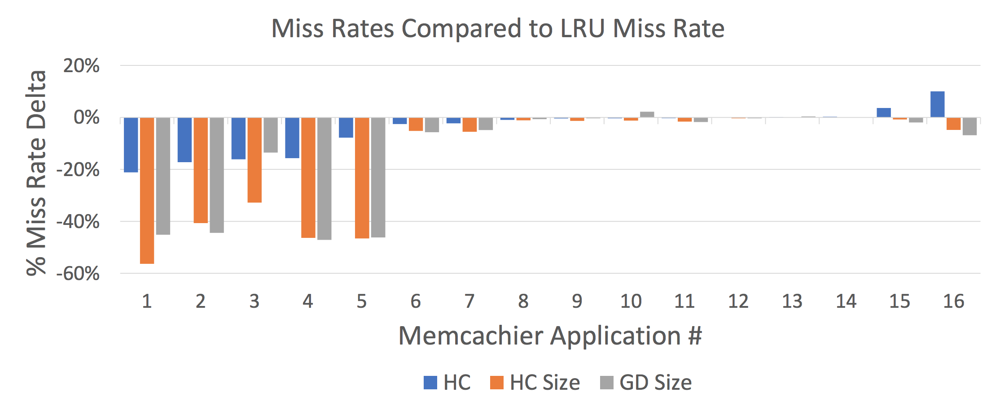 Miss Rates Compared to LRU Miss Rate
% Miss Rate Delta
20%
0%
-20%
-40%
-60%
1 2 3 4 5 6 7 8 9 10 11 12 13 14 15 16
Memcachier Application #
HC HC Size GD Size